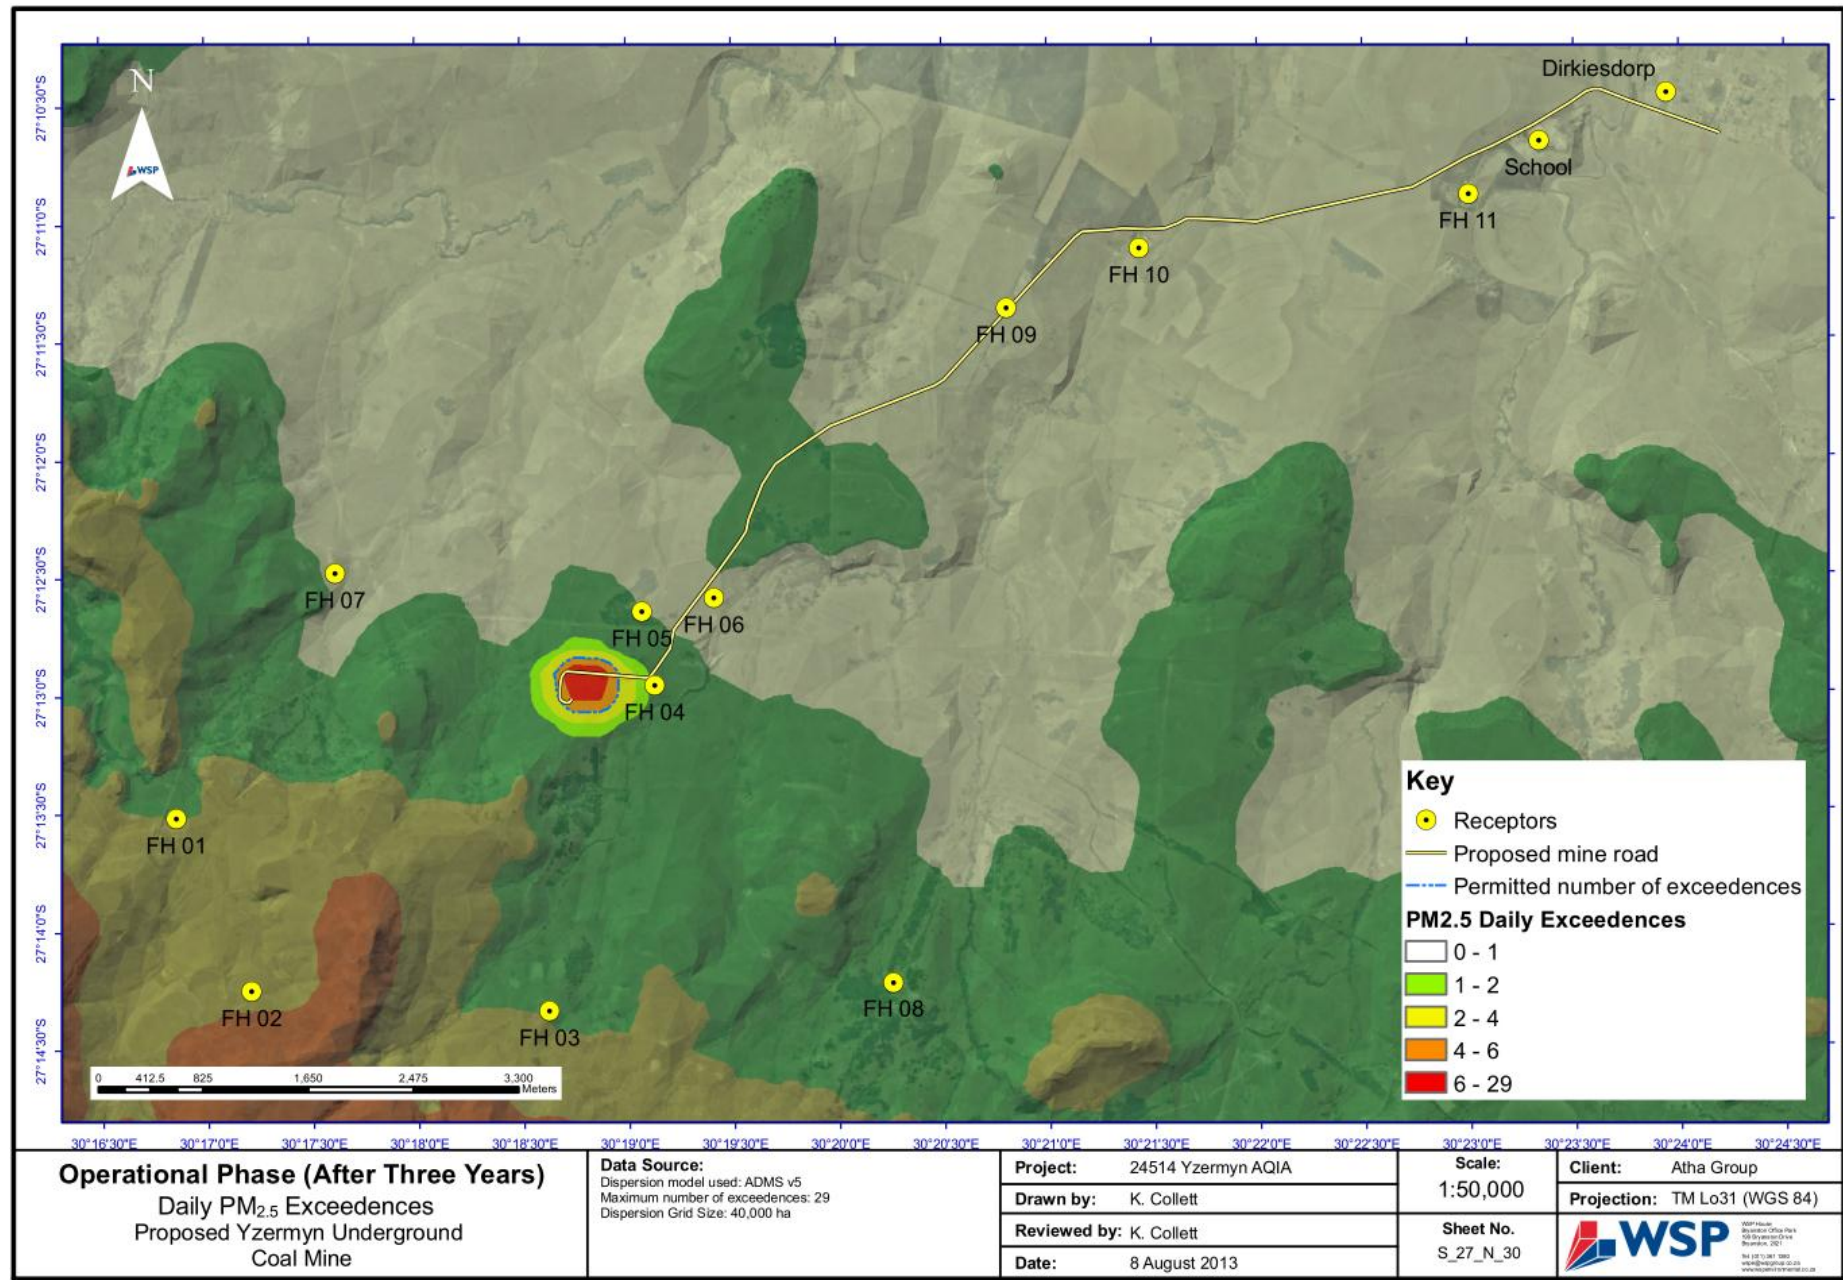 N
WSP
Dirkiesdorp
School
FH 11
FH 10
FH 09
FH 07
FH 05
FH 06
FH 04
FH 01
FH 02
FH 03
FH 08
27°10'30"S
27°11'0"S
27°11'30"S
27°12'0"S
27°12'30"S
27°13'0"S
27°13'30"S
27°14'0"S
27°14'30"S
Key
Receptors
Proposed mine road
Permitted number of exceedences
PM2.5 Daily Exceedences
0 - 1
1 - 2
2 - 4
4 - 6
6 - 29
0 412.5 825 1,650 2,475 3,300
Meters
30°16'30"E 30°17'0"E 30°17'30"E 30°18'0"E 30°18'30"E 30°19'0"E 30°19'30"E 30°20'0"E 30°20'30"E 30°21'0"E 30°21'30"E 30°22'0"E 30°22'30"E 30°23'0"E 30°23'30"E 30°24'0"E 30°24'30"E
Operational Phase (After Three Years)
Daily PM2.5 Exceedences
Proposed Yzermyn Underground
Coal Mine
Data Source:
Dispersion model used: ADMS v5
Maximum number of exceedences: 29
Dispersion Grid Size: 40,000 ha
Project: 24514 Yzermyn AQIA
Drawn by: K. Collett
Reviewed by: K. Collett
Date: 8 August 2013
Scale:
1:50,000
Sheet No.
S_27_N_30
Client: Atha Group
Projection: TM Lo31 (WGS 84)
WSP
WSP House